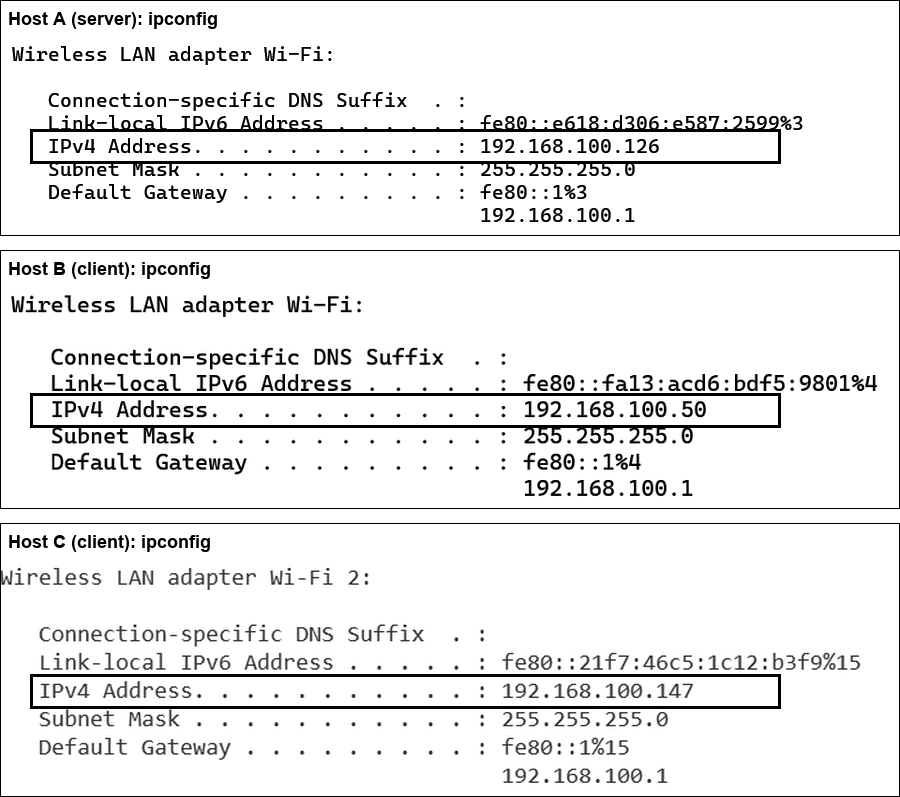 Host A (server): ipconfig
Wireless LAN adapter Wi-Fi:
Connection-specific DNS Suffix . :
Link-local IPv6 Address . . . . . : fe80::e618:d306:e587:2599%3
IPv4 Address. . . . . . . . . . . : 192.168.100.126
Subnet Mask . . . . . . . . . . . : 255.255.255.0
Default Gateway . . . . . . . . . : fe80::1%3
192.168.100.1
Host B (client): ipconfig
Wireless LAN adapter Wi-Fi:
Connection-specific DNS Suffix . :
Link-local IPv6 Address . . . . . : fe80::fa13:acd6:bdf5:9801%4
IPv4 Address. . . . . . . . . . . : 192.168.100.50
Subnet Mask . . . . . . . . . . . : 255.255.255.0
Default Gateway . . . . . . . . . : fe80::1%4
192.168.100.1
Host C (client): ipconfig
Wireless LAN adapter Wi-Fi 2:
Connection-specific DNS Suffix . :
Link-local IPv6 Address . . . . . : fe80::21f7:46c5:1c12:b3f9%15
IPv4 Address. . . . . . . . . . . : 192.168.100.147
Subnet Mask . . . . . . . . . . . : 255.255.255.0
Default Gateway . . . . . . . . . : fe80::1%15
192.168.100.1